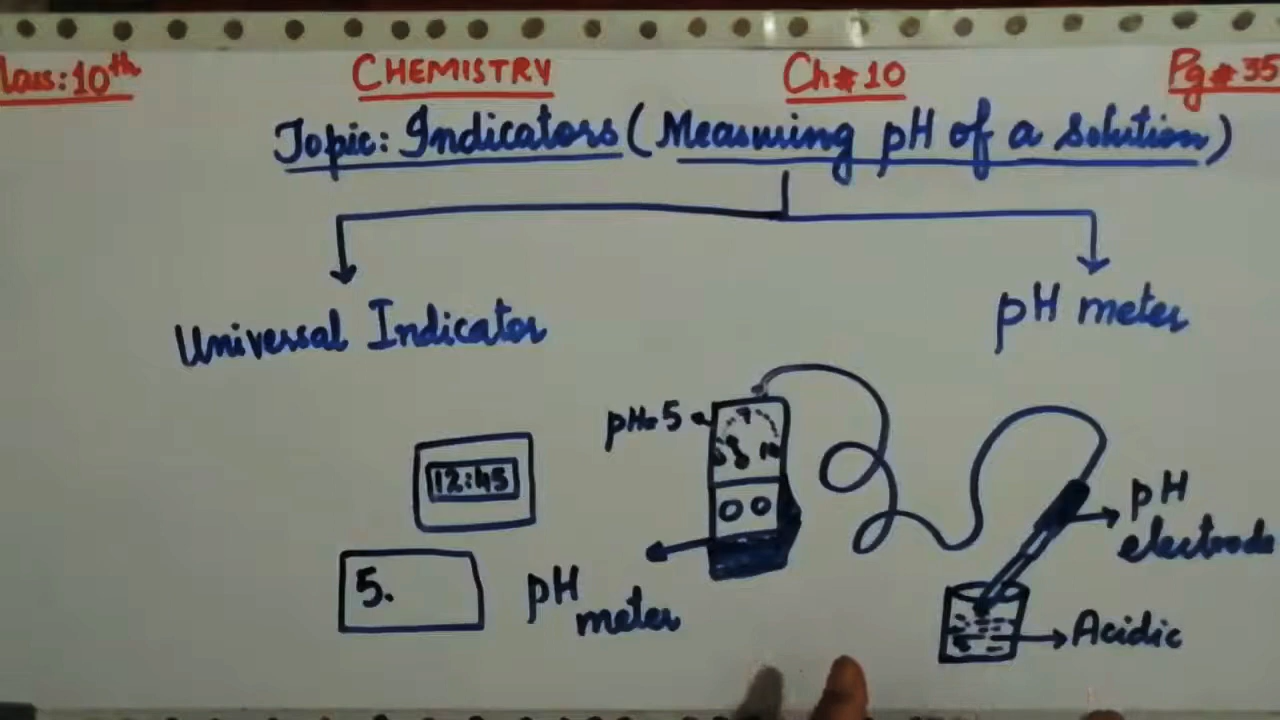 Class: 10th CHEMISTRY Ch # 10 Pg # 35
Topic: Indicators (Measuring pH of a solution)
Universal Indicator
pH meter
pH=5
12:45
pH
electrode
5.
pH
meter
Acidic